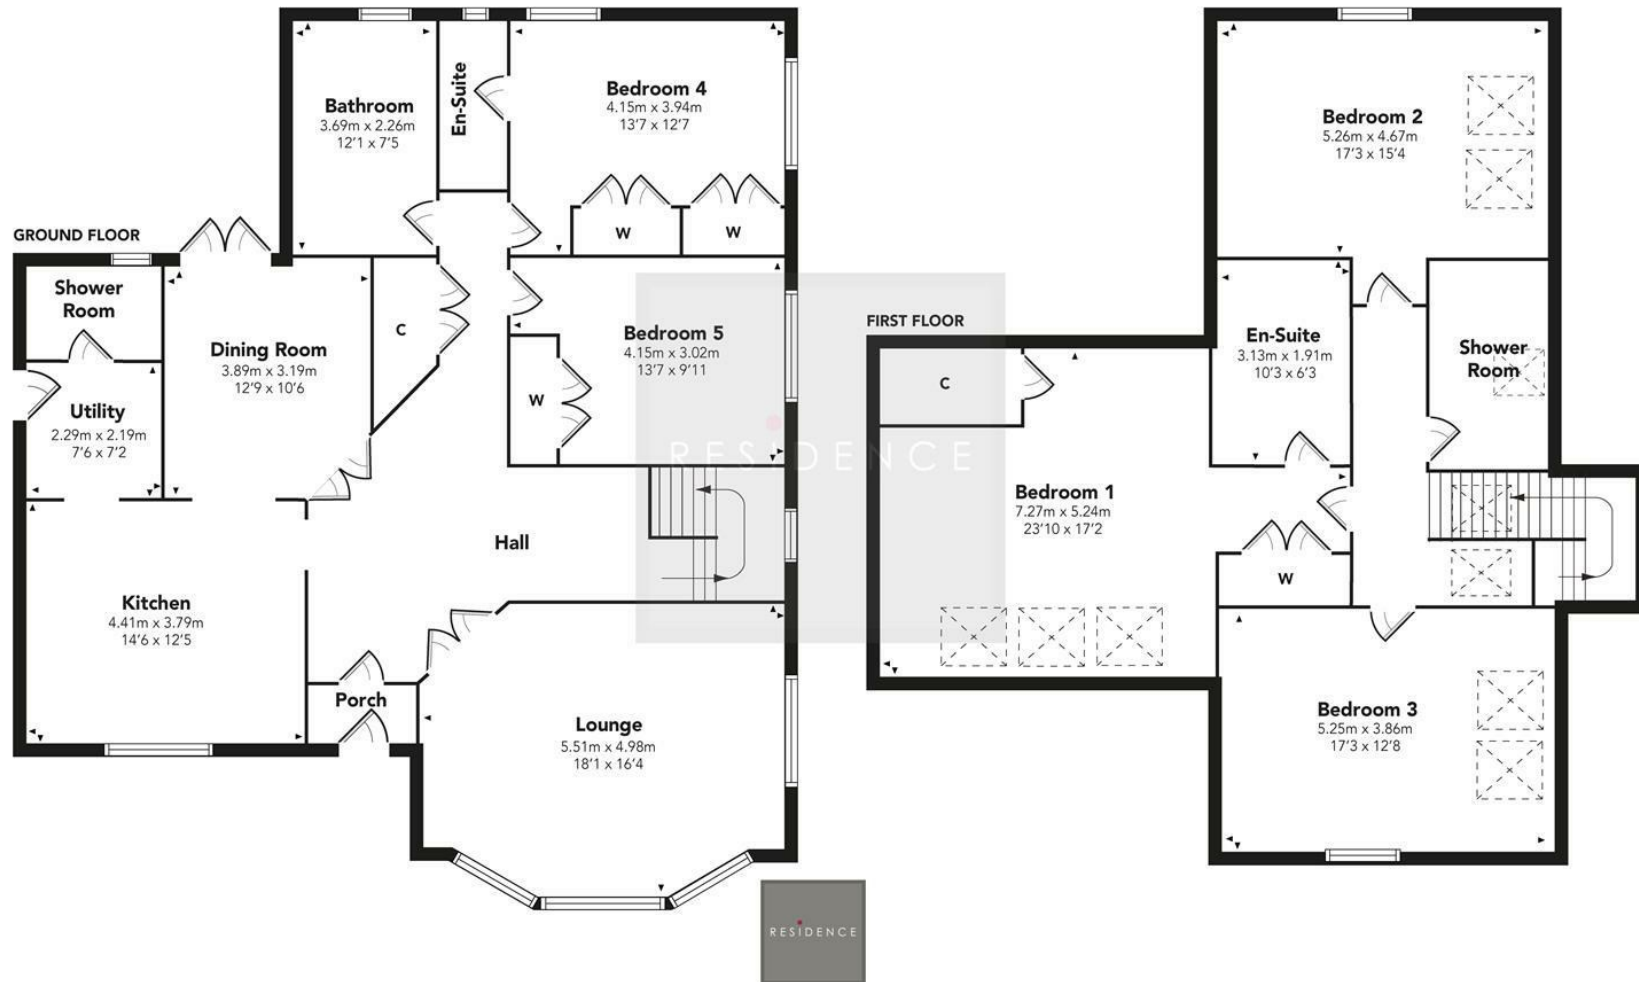 GROUND FLOOR
Bathroom
3.69m x 2.26m
12'1 x 7'5
En-Suite
Bedroom 4
4.15m x 3.94m
13'7 x 12'7
W
W
Shower
Room
Dining Room
3.89m x 3.19m
12'9 x 10'6
C
Bedroom 5
4.15m x 3.02m
13'7 x 9'11
W
Utility
2.29m x 2.19m
7'6 x 7'2
Hall
Kitchen
4.41m x 3.79m
14'6 x 12'5
Porch
Lounge
5.51m x 4.98m
18'1 x 16'4
RESIDENCE
RESIDENCE
FIRST FLOOR
Bedroom 2
5.26m x 4.67m
17'3 x 15'4
En-Suite
3.13m x 1.91m
10'3 x 6'3
Shower
Room
C
Bedroom 1
7.27m x 5.24m
23'10 x 17'2
W
Bedroom 3
5.25m x 3.86m
17'3 x 12'8